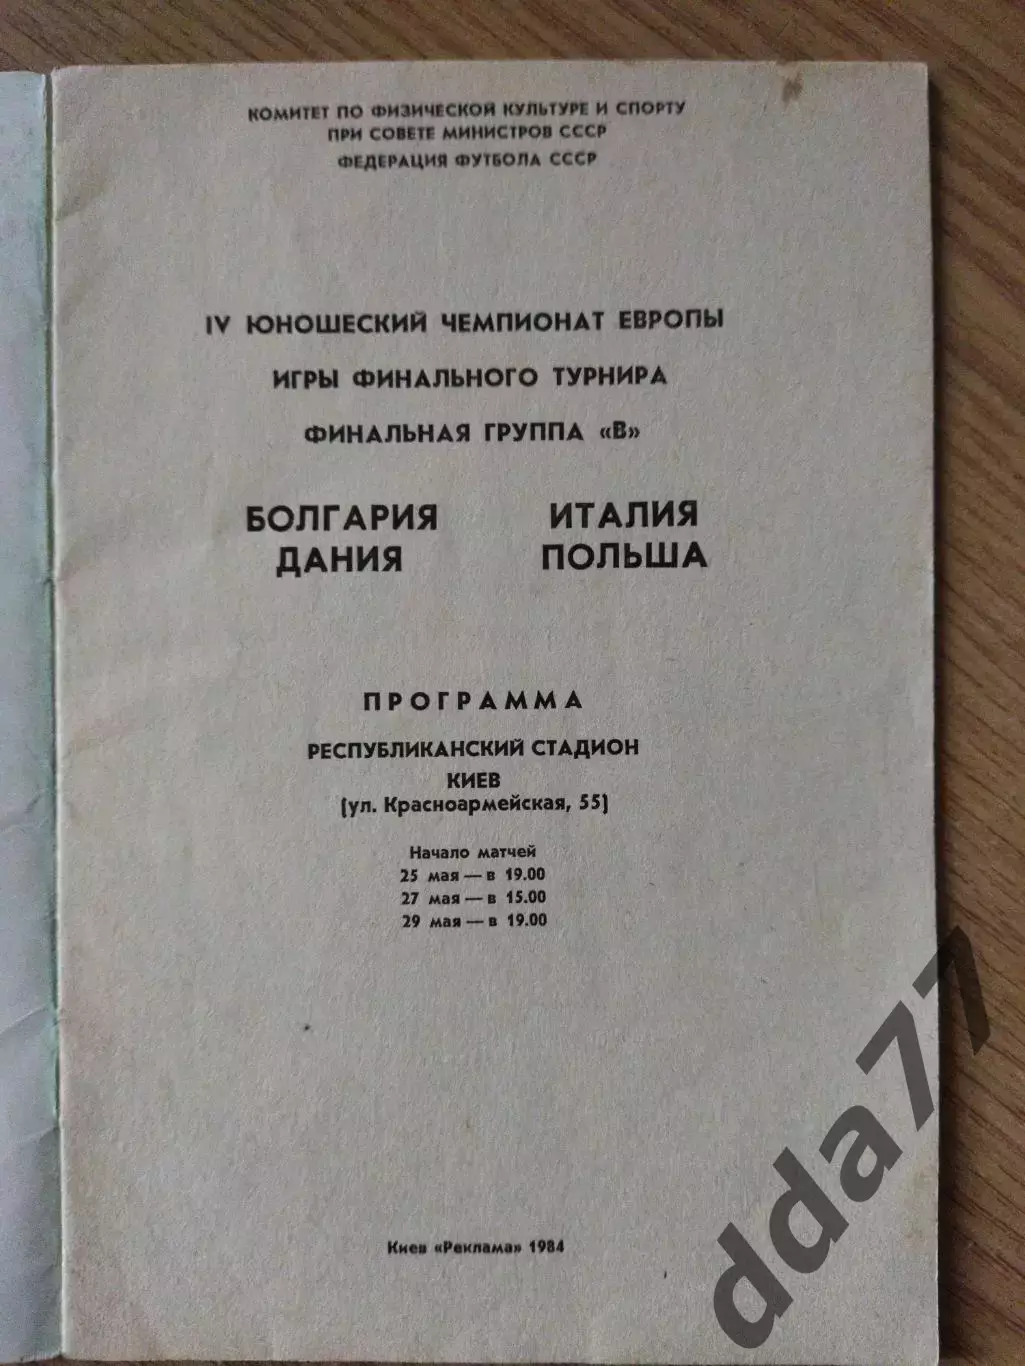 КОМИТЕТ ПО ФИЗИЧЕСКОЙ КУЛЬТУРЕ И СПОРТУ
ПРИ СОВЕТЕ МИНИСТРОВ СССР
ФЕДЕРАЦИЯ ФУТБОЛА СССР
IV ЮНОШЕСКИЙ ЧЕМПИОНАТ ЕВРОПЫ
ИГРЫ ФИНАЛЬНОГО ТУРНИРА
ФИНАЛЬНАЯ ГРУППА «В»
БОЛГАРИЯ ИТАЛИЯ
ДАНИЯ ПОЛЬША
ПРОГРАММА
РЕСПУБЛИКАНСКИЙ СТАДИОН
КИЕВ
(ул. Красноармейская, 55)
Начало матчей
25 мая — в 19.00
27 мая — в 15.00
29 мая — в 19.00
Киев «Реклама» 1984
dda77